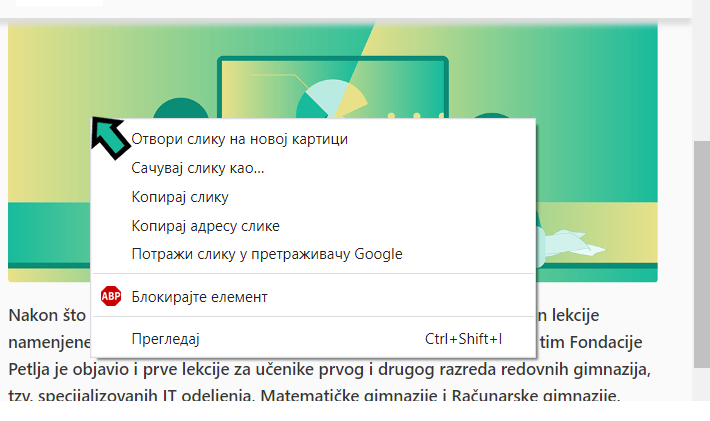 Отвори слику на новој картици
Сачувај слику као...
Копирај слику
Копирај адресу слике
Потражи слику у претраживачу Google
ABP Блокирајте елемент
Прегледај Ctrl+Shift+I
Nakon što n lekcije
namenjene tim Fondacije
Petlja je objavio i prve lekcije za učenike prvog i drugog razreda redovnih gimnazija,
tzv. specijalizovanih IT odeljenja, Matematičke gimnazije i Računarske gimnazije.